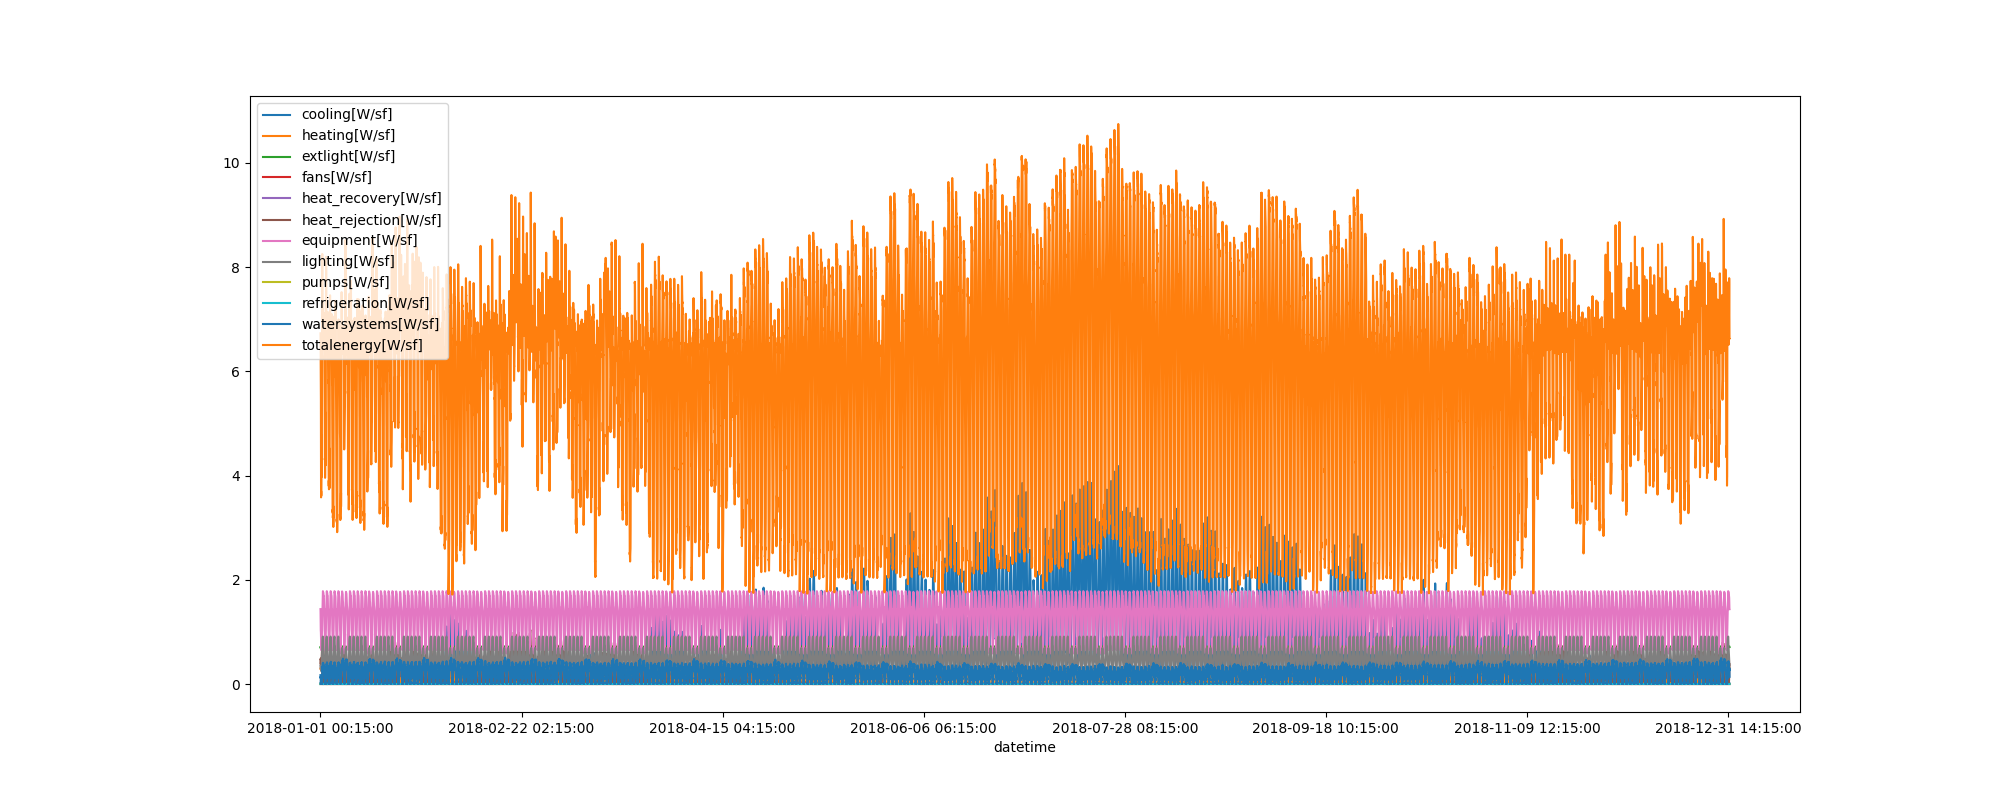 cooling[W/sf]
heating[W/sf]
extlight[W/sf]
fans[W/sf]
heat_recovery[W/sf]
heat_rejection[W/sf]
equipment[W/sf]
lighting[W/sf]
pumps[W/sf]
refrigeration[W/sf]
watersystems[W/sf]
totalenergy[W/sf]
10
8
6
4
2
0
2018-01-01 00:15:00 2018-02-22 02:15:00 2018-04-15 04:15:00 2018-06-06 06:15:00 2018-07-28 08:15:00 2018-09-18 10:15:00 2018-11-09 12:15:00 2018-12-31 14:15:00
datetime